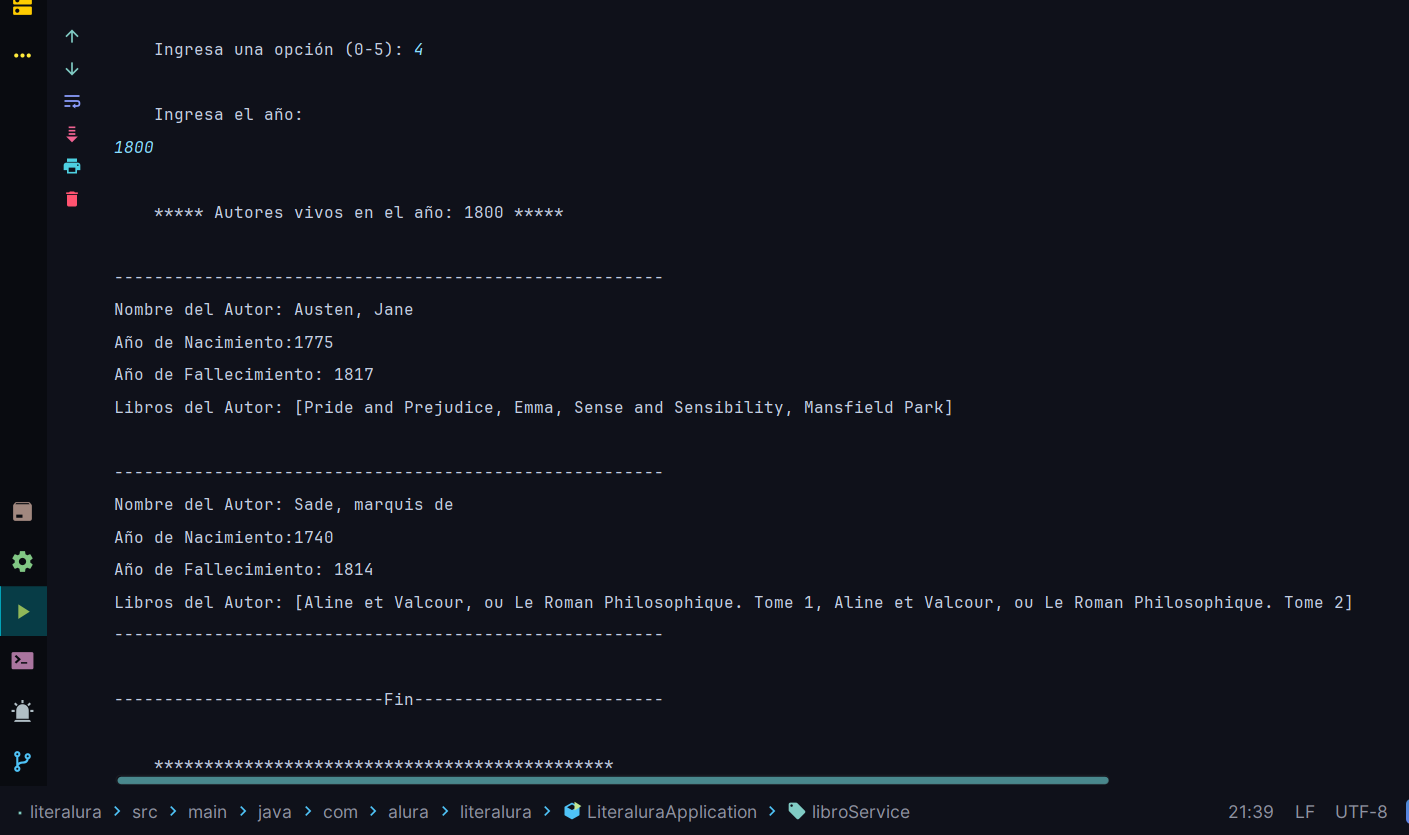 Ingresa una opción (0-5): 4
Ingresa el año:
1800
***** Autores vivos en el año: 1800 *****
-------------------------------------------------------
Nombre del Autor: Austen, Jane
Año de Nacimiento:1775
Año de Fallecimiento: 1817
Libros del Autor: [Pride and Prejudice, Emma, Sense and Sensibility, Mansfield Park]
-------------------------------------------------------
Nombre del Autor: Sade, marquis de
Año de Nacimiento:1740
Año de Fallecimiento: 1814
Libros del Autor: [Aline et Valcour, ou Le Roman Philosophique. Tome 1, Aline et Valcour, ou Le Roman Philosophique. Tome 2]
-------------------------------------------------------
---------------------------Fin-------------------------
**********************************************
literalura > src > main > java > com > alura > literalura > LiteraluraApplication > libroService 21:39 LF UTF-8